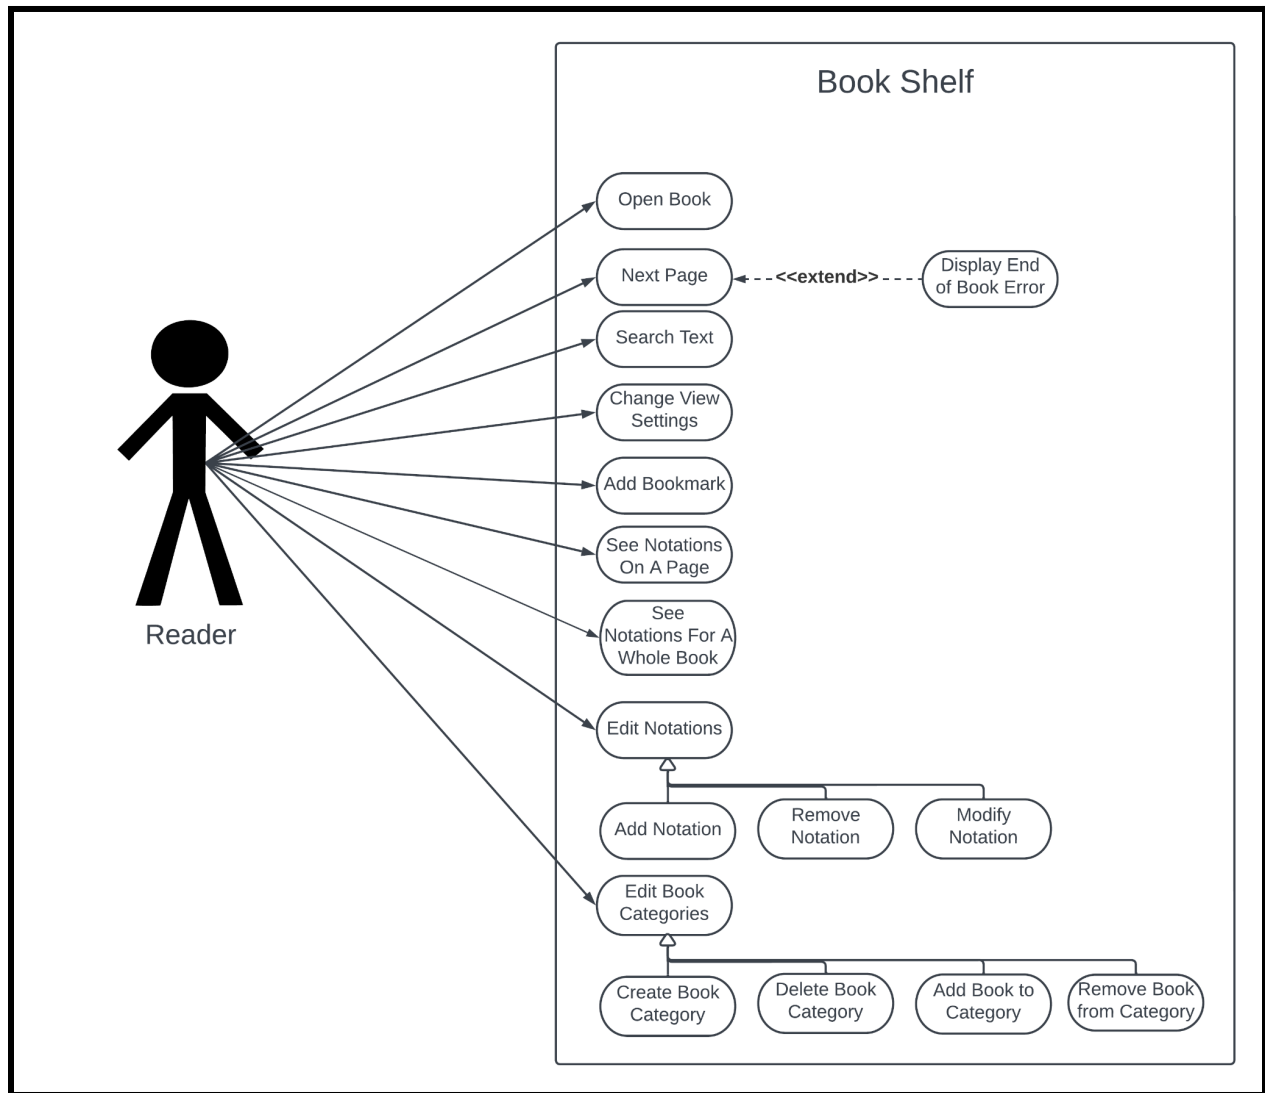 Book Shelf
Open Book
Next Page
<<extend>>
Display End
of Book Error
Search Text
Change View
Settings
Add Bookmark
See Notations
On A Page
See
Notations For A
Whole Book
Reader
Edit Notations
Add Notation
Remove
Notation
Modify
Notation
Edit Book
Categories
Create Book
Category
Delete Book
Category
Add Book to
Category
Remove Book
from Category